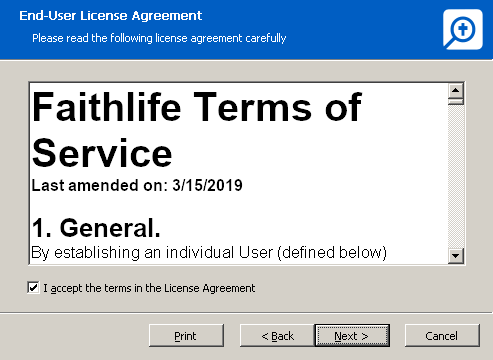 End-User License Agreement
Please read the following license agreement carefully
Faithlife Terms of
Service
Last amended on: 3/15/2019
1. General.
By establishing an individual User (defined below)
I accept the terms in the License Agreement
Print
< Back
Next >
Cancel